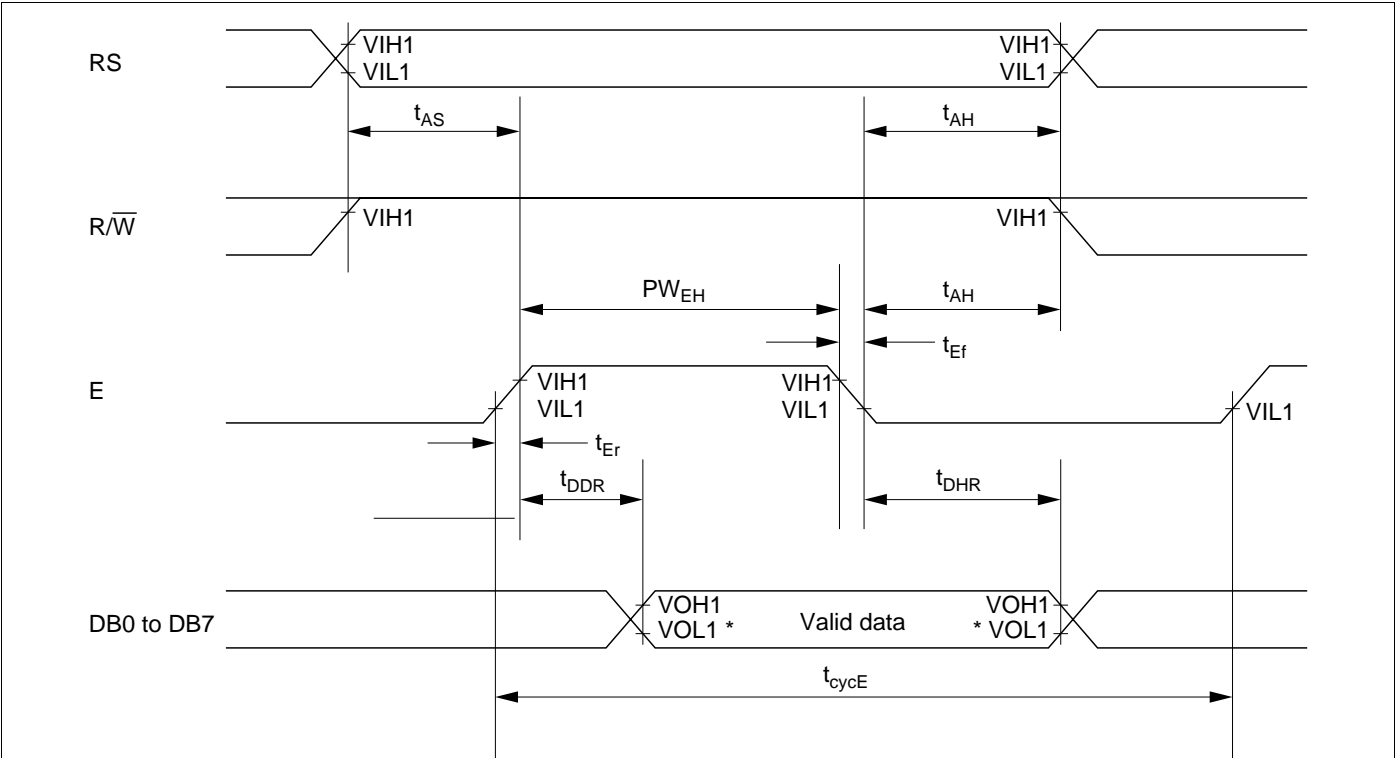 RS
VIH1
VIL1
VIH1
VIL1
tAS
tAH
R/W̅
VIH1
VIH1
PWEH
tAH
tEf
E
VIH1
VIL1
VIH1
VIL1
VIL1
tEr
tDDR
tDHR
DB0 to DB7
VOH1
VOL1 *
Valid data
VOH1
* VOL1
tcycE